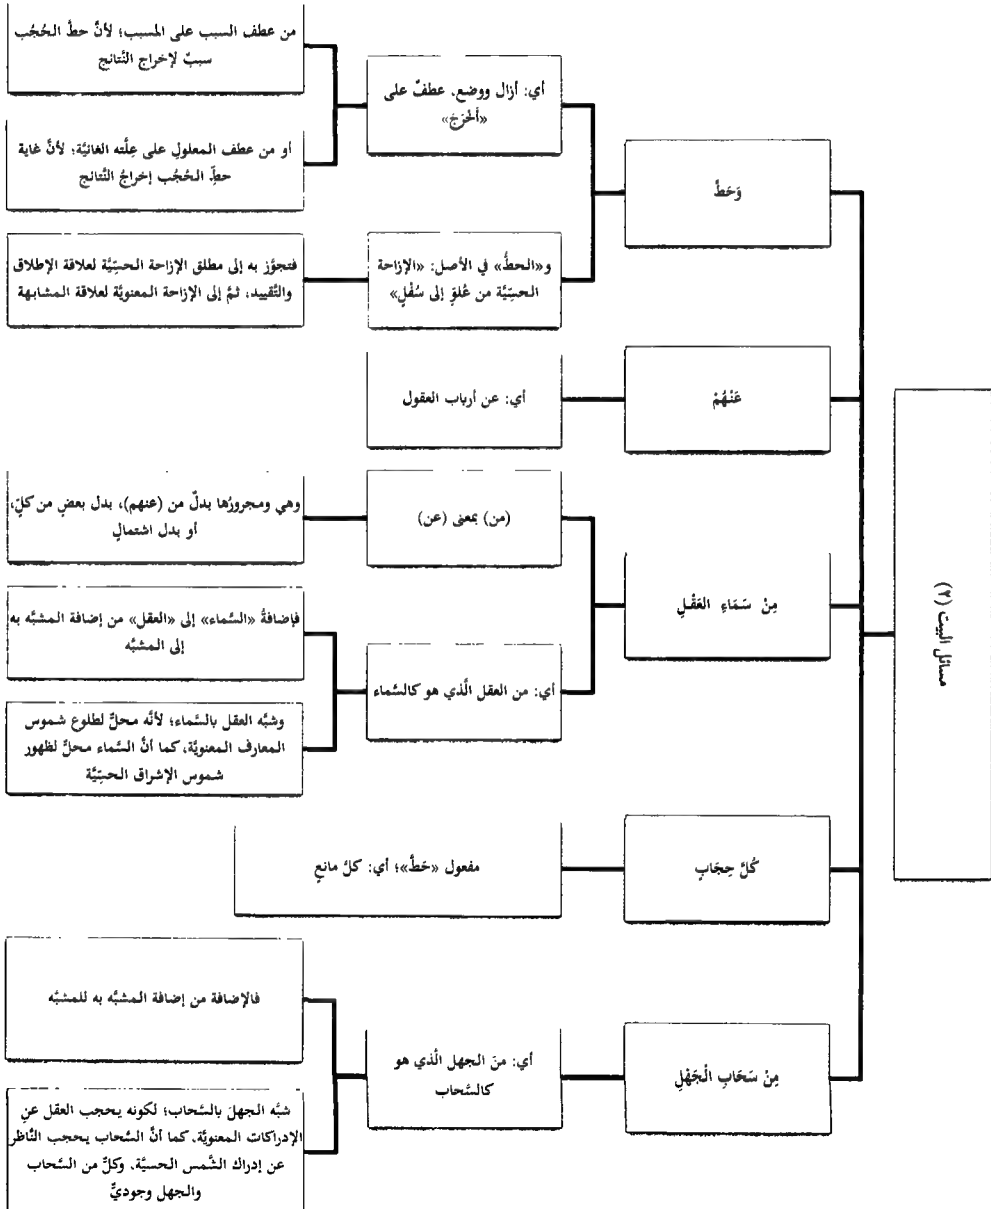 مسائل البيت (٢)
وَحَطَّ
أي: أزال ووضع، عطفٌ على
«أَخْرَجَ»
من عطف السبب على المسبب؛ لأنَّ حطَّ الحُجُب
سببٌ لإخراج النَّتائج
أو من عطف المعلولِ على عِلَّته الغائيَّة؛ لأنَّ غاية
حطِّ الحُجُب إخراجُ النَّتائج
و«الحطُّ» في الأصل: «الإزاحة
الحسِّيَّة من عُلوٍ إلى سُفْلٍ»
فتجوَّز به إلى مطلق الإزاحة الحسِّيَّة لعلاقة الإطلاق
والتَّقييد، ثمَّ إلى الإزاحة المعنويَّة لعلاقة المشابهة
عَنْهُمْ
أي: عن أرباب العقول
مِنْ سَمَاءِ العَقْلِ
(من) بمعنى (عن)
وهي ومجرورُها بدلٌ من (عنهم)، بدل بعضٍ من كلٍّ،
أو بدل اشتمالٍ
أي: من العقل الَّذي هو كالسَّماء
فإضافةُ «السَّماء» إلى «العقل» من إضافة المشبَّه به
إلى المشبَّه
وشبَّه العقل بالسَّماء؛ لأنَّه محلٌّ لطلوع شموس
المعارف المعنويَّة، كما أنَّ السَّماء محلٌّ لظهور
شموس الإشراق الحسِّيَّة
كُلَّ حِجَابٍ
مفعول «حَطَّ»؛ أي: كلَّ مانعٍ
مِنْ سَحَابِ الْجَهْلِ
أي: منَ الجهل الَّذي هو
كالسَّحاب
فالإضافة من إضافة المشبَّه به للمشبَّه
شبَّه الجهلَ بالسَّحاب؛ لكونه يحجب العقل عنِ
الإدراكات المعنويَّة، كما أنَّ السَّحاب يحجب النَّاظر
عن إدراك الشَّمس الحسيَّة، وكلٌّ من السَّحاب
والجهل وجوديٌّ